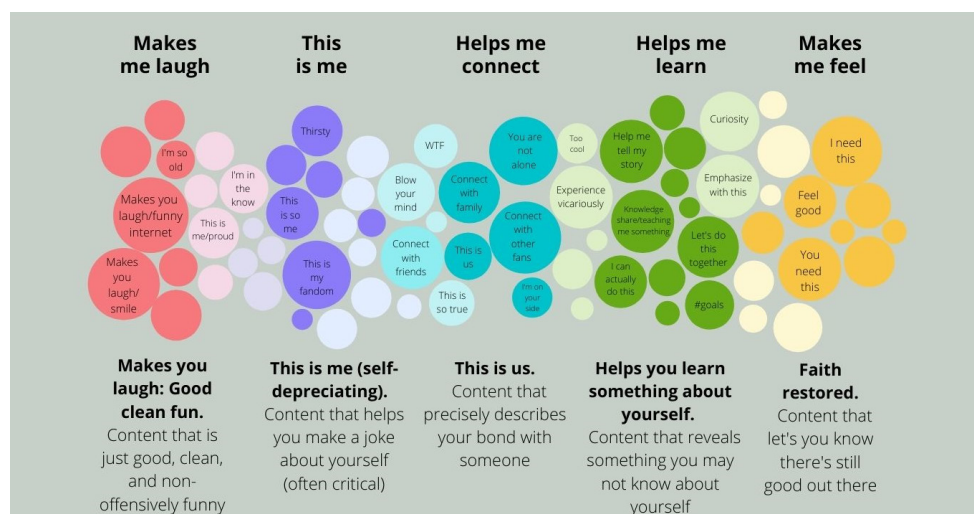 Makes
me laugh
This
is me
Helps me
connect
Helps me
learn
Makes
me feel
I'm so
old
Makes you
laugh/funny
internet
Makes
you
laugh/
smile
I'm in
the
know
This is
me/proud
Thirsty
This
is so
me
This is
my
fandom
WTF
Blow
your
mind
Connect
with
friends
This is
so true
You are
not
alone
Connect
with
family
Connect
with
other
fans
This is
us
I'm on
your
side
Too
cool
Experience
vicariously
Help me
tell my
story
Knowledge
share/teaching
me something
I can
actually
do this
Let's do
this
together
#goals
Curiosity
Emphasize
with this
I need
this
Feel
good
You
need
this
Makes you
laugh: Good
clean fun.
Content that is
just good, clean,
and non-
offensively funny
This is me (self-
depreciating).
Content that helps
you make a joke
about yourself
(often critical)
This is us.
Content that
precisely describes
your bond with
someone
Helps you learn
something about
yourself.
Content that reveals
something you may
not know about
yourself
Faith
restored.
Content that
let's you know
there's still
good out there